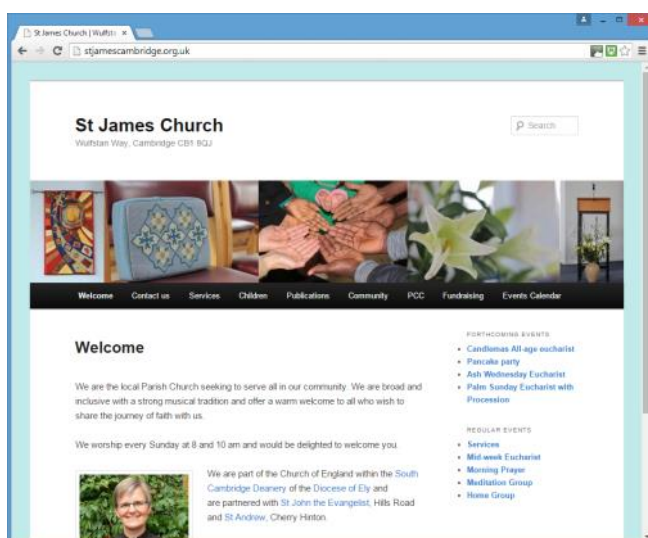 St James Church | Wulfst
stjamescambridge.org.uk
St James Church
Wulfstan Way, Cambridge CB1 8QJ
Search
Welcome Contact us Services Children Publications Community PCC Fundraising Events Calendar
Welcome
We are the local Parish Church seeking to serve all in our community. We are broad and
inclusive with a strong musical tradition and offer a warm welcome to all who wish to
share the journey of faith with us.
We worship every Sunday at 8 and 10 am and would be delighted to welcome you.
We are part of the Church of England within the South
Cambridge Deanery of the Diocese of Ely and
are partnered with St John the Evangelist, Hills Road
and St Andrew, Cherry Hinton.
FORTHCOMING EVENTS
Candlemas All-age eucharist
Pancake party
Ash Wednesday Eucharist
Palm Sunday Eucharist with
Procession
REGULAR EVENTS
Services
Mid-week Eucharist
Morning Prayer
Meditation Group
Home Group